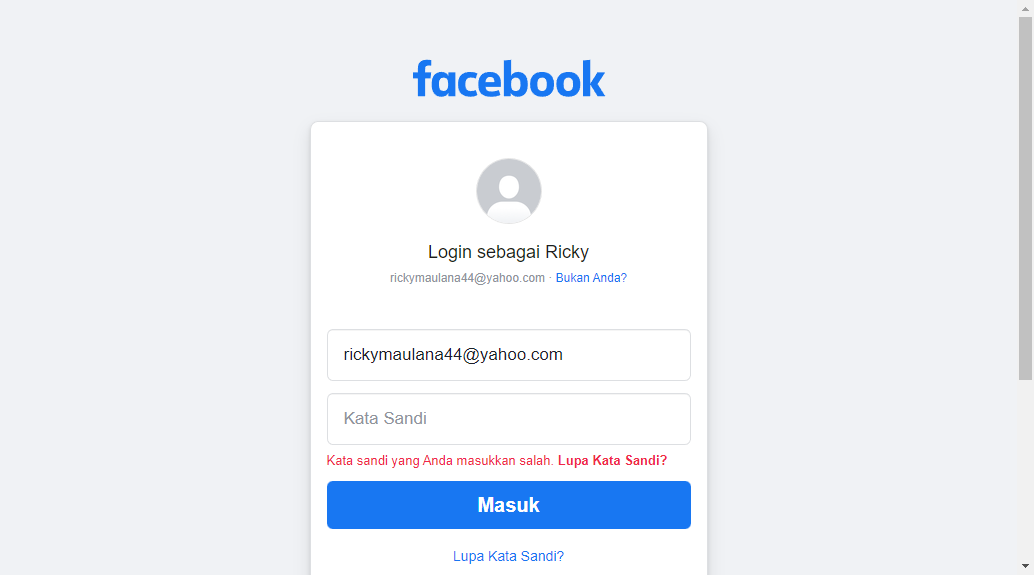 facebook
Login sebagai Ricky
rickymaulana44@yahoo.com · Bukan Anda?
rickymaulana44@yahoo.com
Kata Sandi
Kata sandi yang Anda masukkan salah. Lupa Kata Sandi?
Masuk
Lupa Kata Sandi?